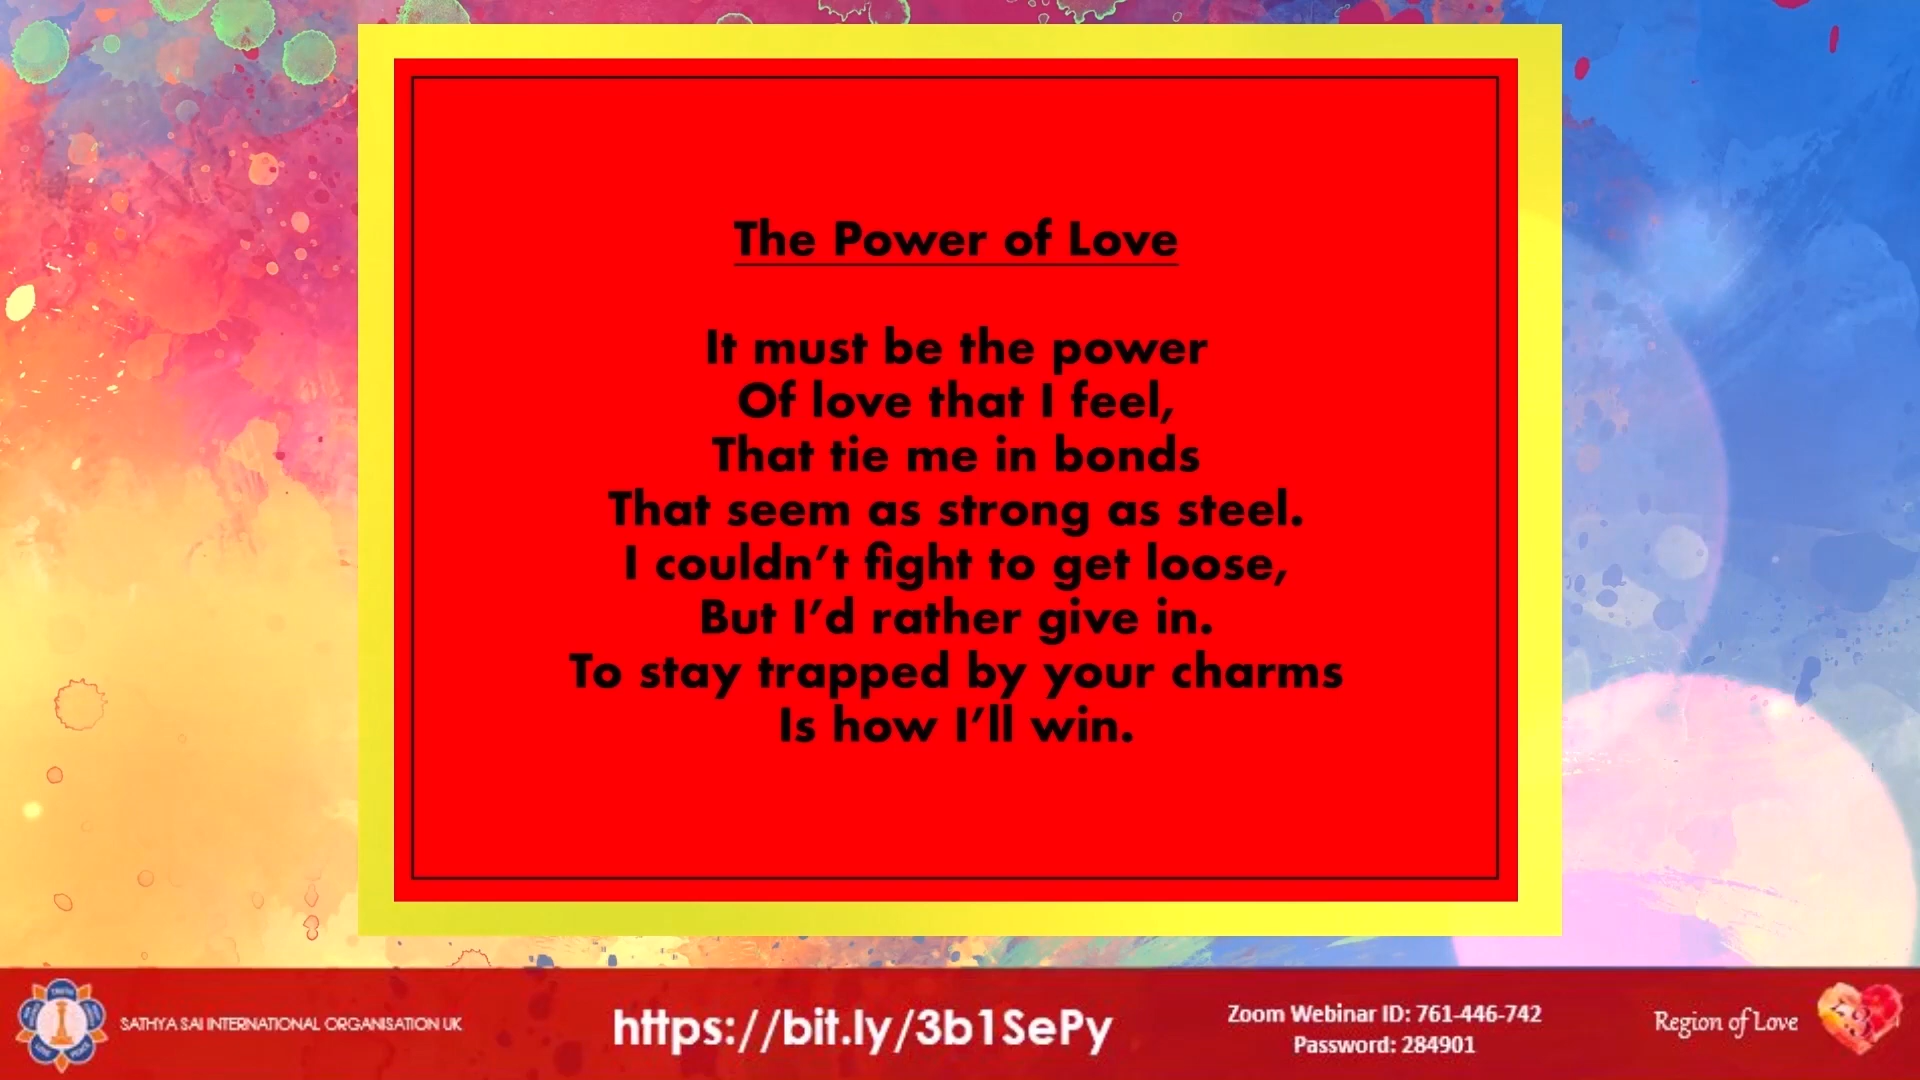 The Power of Love
It must be the power
Of love that I feel,
That tie me in bonds
That seem as strong as steel.
I couldn’t fight to get loose,
But I’d rather give in.
To stay trapped by your charms
Is how I’ll win.
SATHYA SAI INTERNATIONAL ORGANISATION UK
https://bit.ly/3b1SePy
Zoom Webinar ID: 761-446-742
Password: 284901
Region of Love